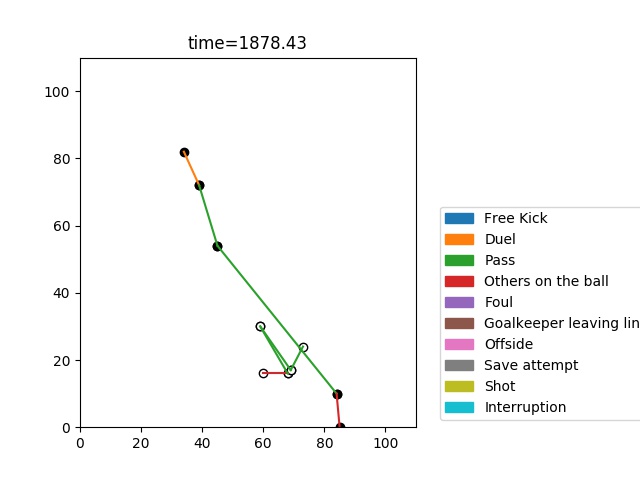 time=1878.43
100
80
60
40
20
0
0 20 40 60 80 100
Free Kick
Duel
Pass
Others on the ball
Foul
Goalkeeper leaving lin
Offside
Save attempt
Shot
Interruption